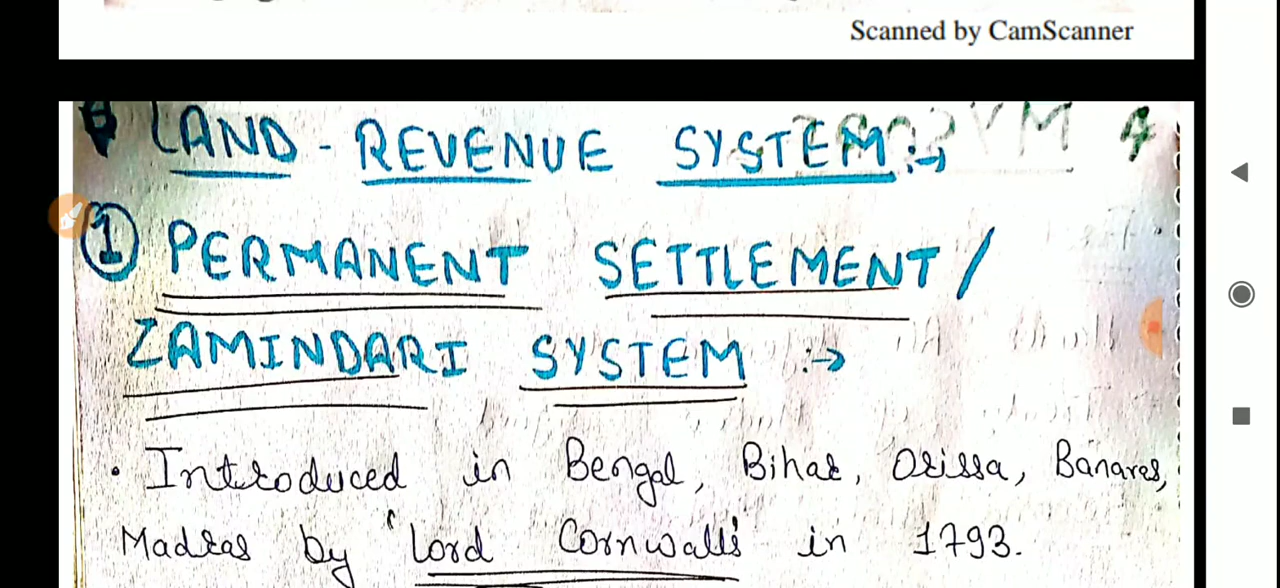 Scanned by CamScanner
LAND - REVENUE SYSTEM :→
① PERMANENT SETTLEMENT /
ZAMINDARI SYSTEM :→
• Introduced in Bengal, Bihar, Orissa, Banares,
Madras by 'Lord Cornwalls' in 1793.